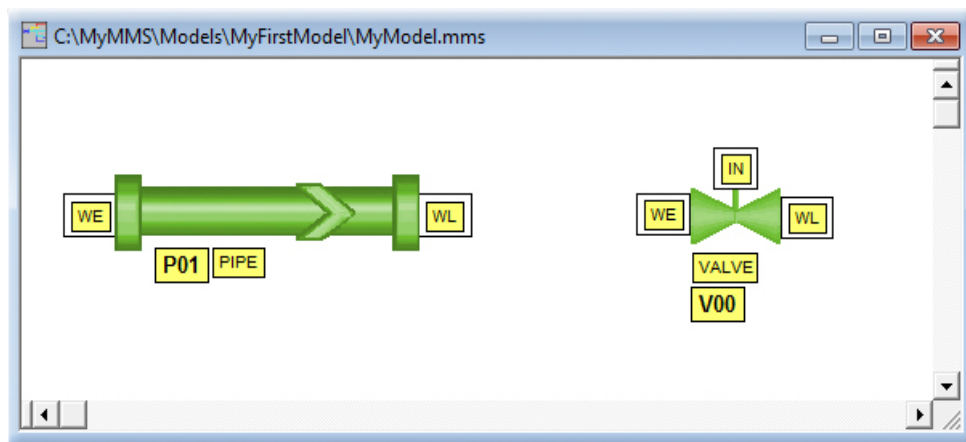 C:\MyMMS\Models\MyFirstModel\MyModel.mms
IN
WE
WL
WE
WL
P01
PIPE
VALVE
V00